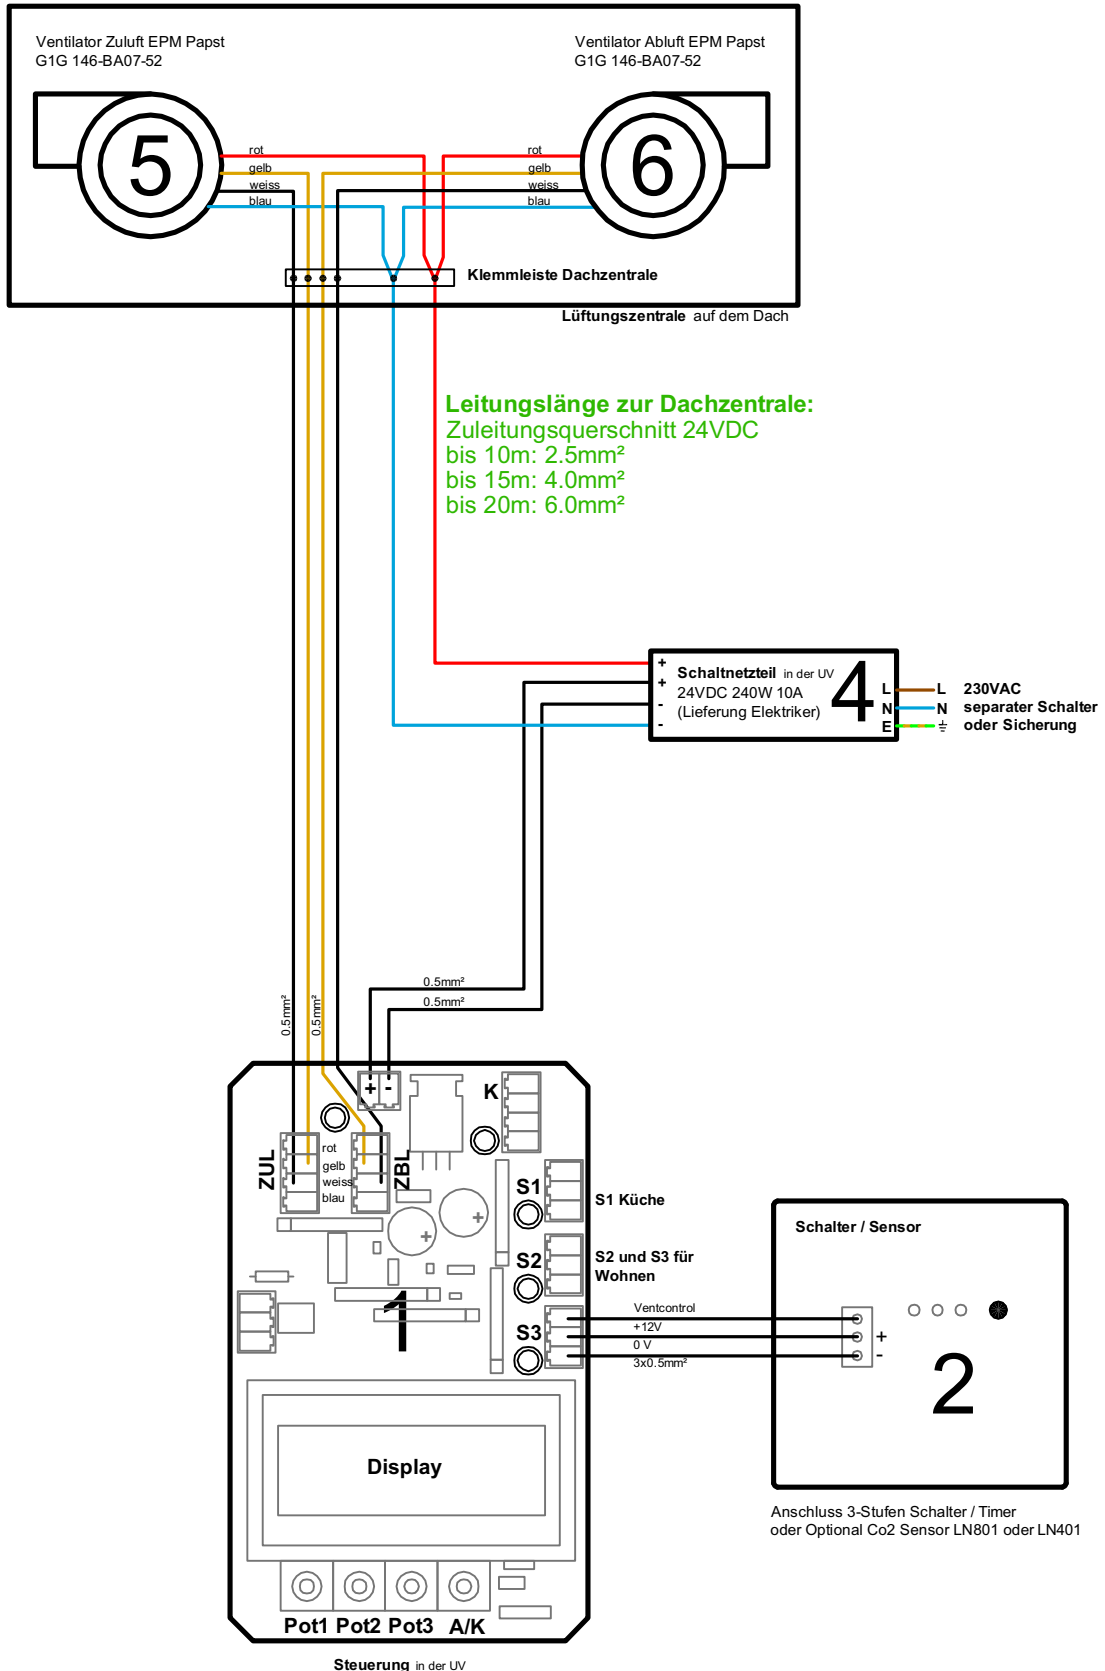 Ventilator Zuluft EPM Papst
G1G 146-BA07-52
Ventilator Abluft EPM Papst
G1G 146-BA07-52
5
6
rot
gelb
weiss
blau
rot
gelb
weiss
blau
Klemmleiste Dachzentrale
Lüftungszentrale auf dem Dach
Leitungslänge zur Dachzentrale:
Zuleitungsquerschnitt 24VDC
bis 10m: 2.5mm²
bis 15m: 4.0mm²
bis 20m: 6.0mm²
+
+
-
-
Schaltnetzteil in der UV
24VDC 240W 10A
(Lieferung Elektriker)
4
L
N
E
L
N
230VAC
separater Schalter
oder Sicherung
0.5mm²
0.5mm²
0.5mm²
0.5mm²
+ -
K
ZUL
rot
gelb
weiss
blau
ZBL
S1
S1 Küche
S2
S2 und S3 für
Wohnen
S3
1
+
+
Ventcontrol
+12V
0 V
3x0.5mm²
Schalter / Sensor
+
-
2
Anschluss 3-Stufen Schalter / Timer
oder Optional Co2 Sensor LN801 oder LN401
Display
Pot1 Pot2 Pot3 A/K
Steuerung in der UV